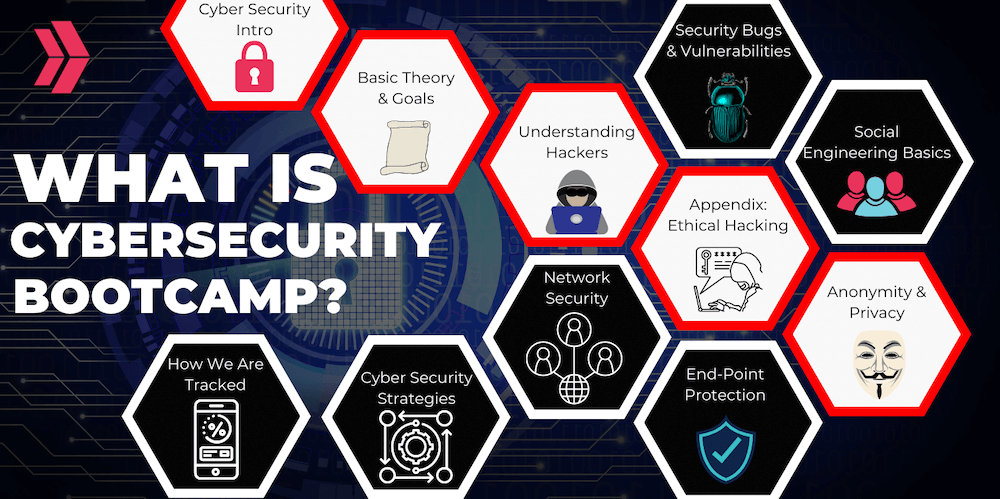 Cyber Security
Intro
Basic Theory
& Goals
Understanding
Hackers
Security Bugs
& Vulnerabilities
Social
Engineering Basics
Appendix:
Ethical Hacking
Anonymity &
Privacy
WHAT IS
CYBERSECURITY
BOOTCAMP?
Network
Security
How We Are
Tracked
Cyber Security
Strategies
End-Point
Protection